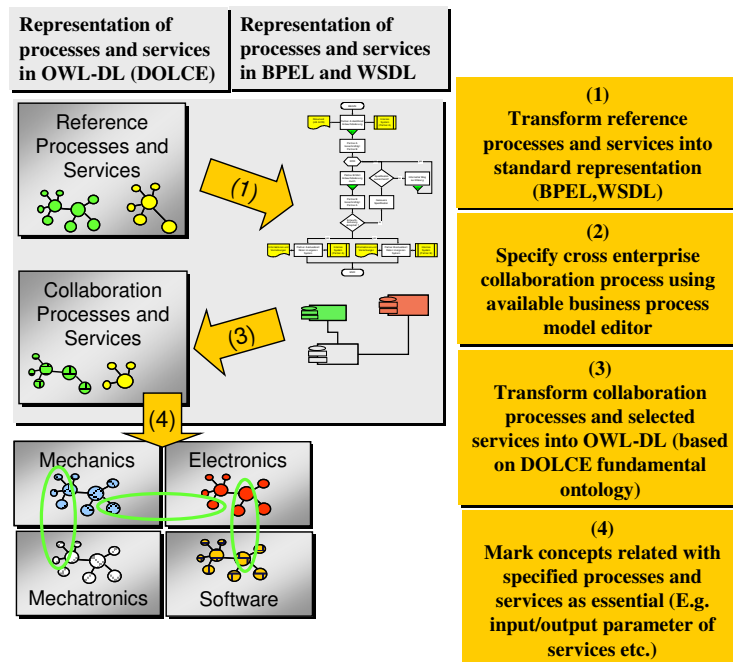 Representation of
processes and services
in OWL-DL (DOLCE)
Representation of
processes and services
in BPEL and WSDL
Reference
Processes and
Services
(1)
Collaboration
Processes and
Services
(3)
(4)
Mechanics
Electronics
Mechatronics
Software
(1)
Transform reference
processes and services into
standard representation
(BPEL,WSDL)
(2)
Specify cross enterprise
collaboration process using
available business process
model editor
(3)
Transform collaboration
processes and selected
services into OWL-DL (based
on DOLCE fundamental
ontology)
(4)
Mark concepts related with
specified processes and
services as essential (E.g.
input/output parameter of
services etc.)